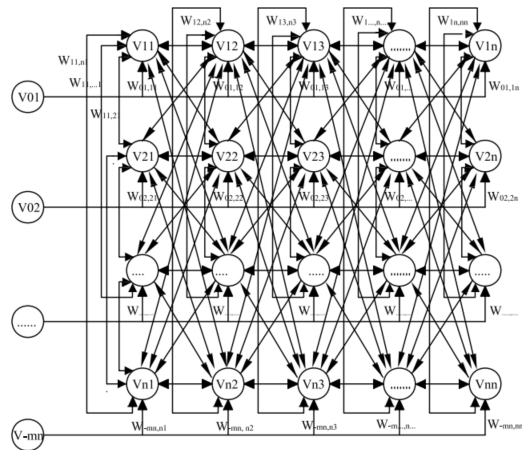 W12,n2 W13,n3 W1...,n... W1n,nn
W11,n1
V11 V12 V13 ....... V1n
W11,...1
V01 W01,11 W01,12 W01,13 W01,.. W01,1n
W11,21
V21 V22 V23 ....... V2n
V02 W02,21 W02,22 W02,23 W02,... W02,2n
.... .... ..... ....... .....
...... W........ W........ W........ W........ W........
Vn1 Vn2 Vn3 ....... Vnn
V-mn W-mn,n1 W-mn, n2 W-mn,n3 W-m...,n... W-mn,nn